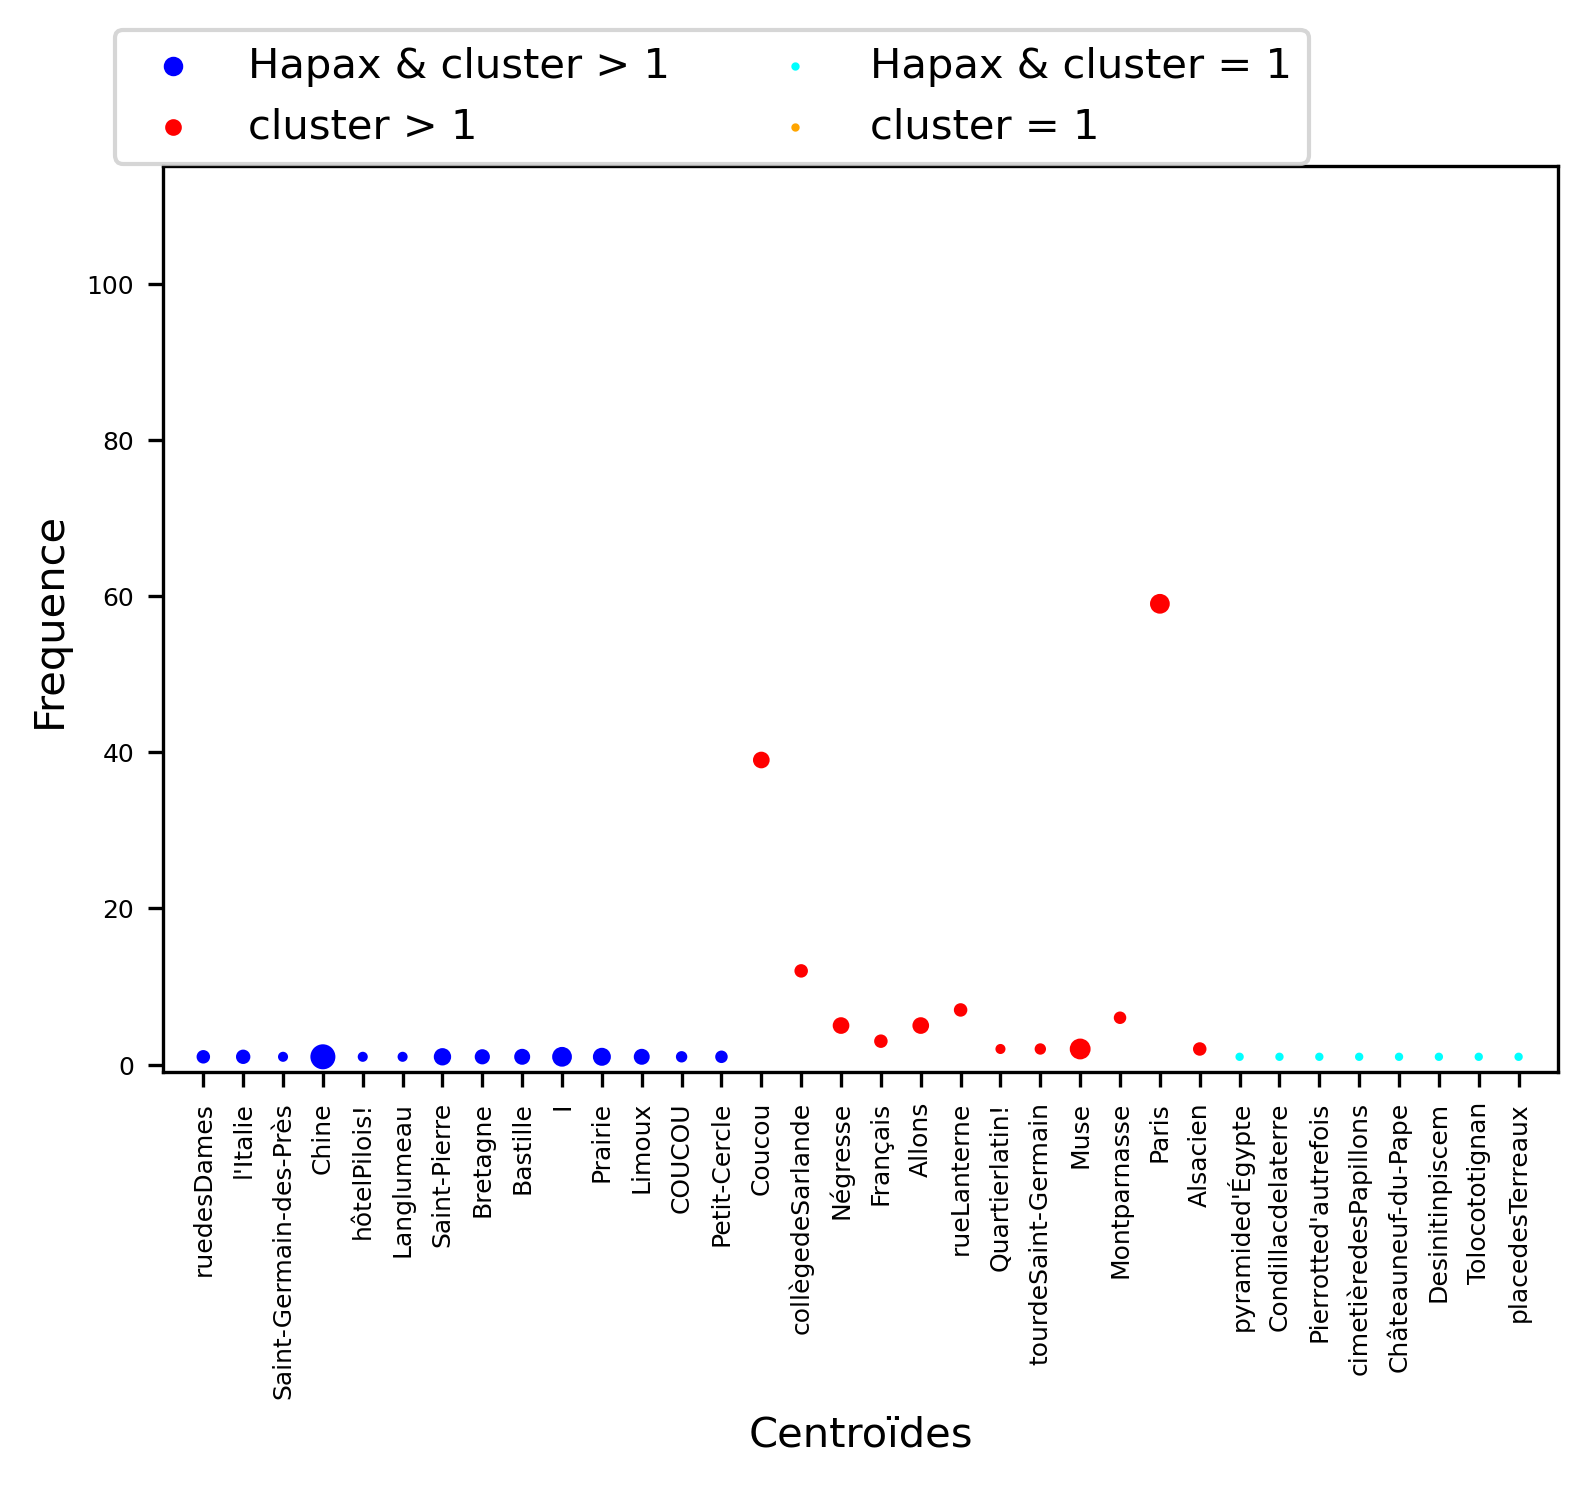 Hapax & cluster > 1
cluster > 1
Hapax & cluster = 1
cluster = 1
Frequence
100
80
60
40
20
0
ruedesDames
l'Italie
Saint-Germain-des-Près
Chine
hôtelPilois!
Langlumeau
Saint-Pierre
Bretagne
Bastille
I
Prairie
Limoux
COUCOU
Petit-Cercle
Coucou
collègedeSarlande
Négresse
Français
Allons
rueLanterne
Quartierlatin!
tourdeSaint-Germain
Muse
Montparnasse
Paris
Alsacien
pyramided'Égypte
Condillacdelaterre
Pierrotted'autrefois
cimetièredesPapillons
Châteauneuf-du-Pape
Desinitinpiscem
Tolocototignan
placedesTerreaux
Centroïdes